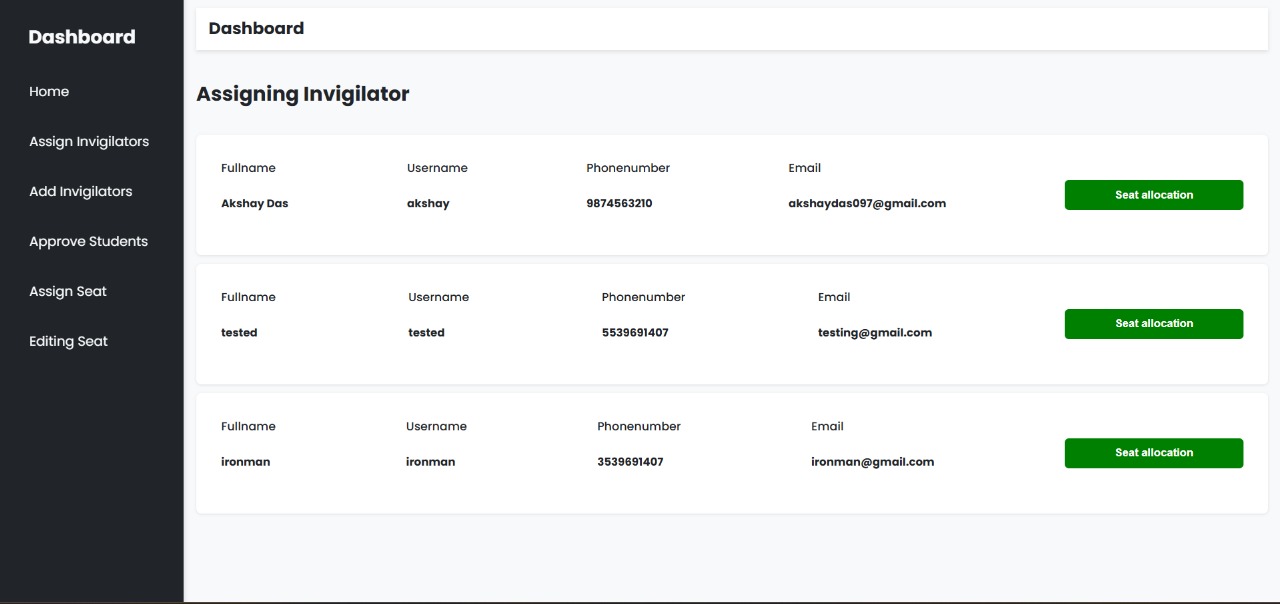 Dashboard
Home
Assign Invigilators
Add Invigilators
Approve Students
Assign Seat
Editing Seat
Dashboard
Assigning Invigilator
Fullname Username Phonenumber Email
Akshay Das akshay 9874563210 akshaydas097@gmail.com
Seat allocation
Fullname Username Phonenumber Email
tested tested 5539691407 testing@gmail.com
Seat allocation
Fullname Username Phonenumber Email
ironman ironman 3539691407 ironman@gmail.com
Seat allocation